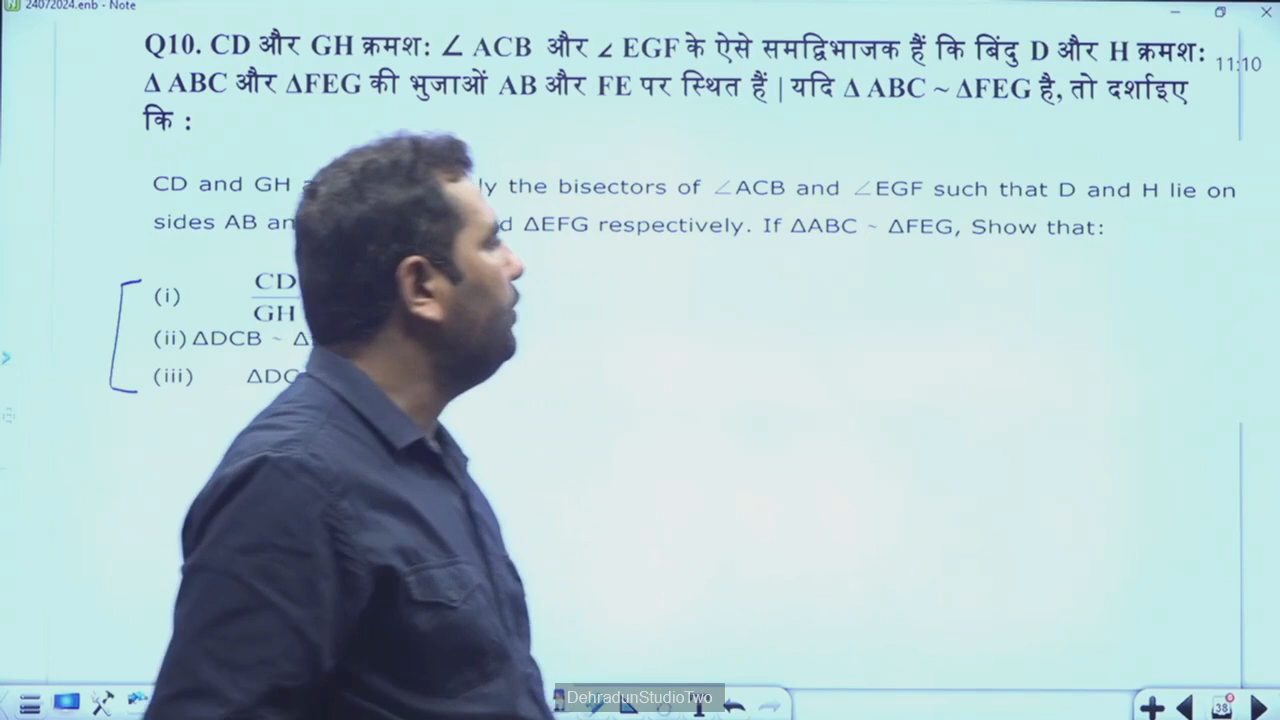 24072024.enb - Note
Q10. CD और GH क्रमश: ∠ ACB और ∠ EGF के ऐसे समद्विभाजक हैं कि बिंदु D और H क्रमश:
11:10
Δ ABC और ΔFEG की भुजाओं AB और FE पर स्थित हैं | यदि Δ ABC ~ ΔFEG है, तो दर्शाइए
कि :
CD and GH the bisectors of ∠ACB and ∠EGF such that D and H lie on
sides AB ΔEFG respectively. If ΔABC ~ ΔFEG, Show that:
(i) CD
GH
(ii) ΔDCB ~
(iii)
DehradunStudioTwo
38